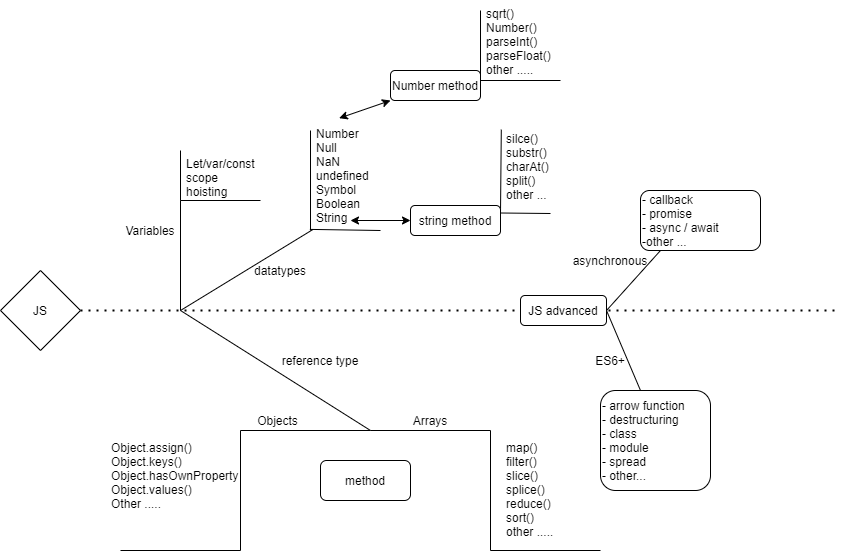 sqrt()
Number()
parseInt()
parseFloat()
other .....
Number method
Number
Null
NaN
undefined
Symbol
Boolean
String
silce()
substr()
charAt()
split()
other ...
string method
Let/var/const
scope
hoisting
Variables
datatypes
- callback
- promise
- async / await
-other ...
asynchronous
JS
JS advanced
reference type
ES6+
- arrow function
- destructuring
- class
- module
- spread
- other...
Objects
Arrays
Object.assign()
Object.keys()
Object.hasOwnProperty
Object.values()
Other .....
method
map()
filter()
slice()
splice()
reduce()
sort()
other .....